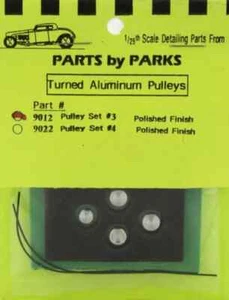 1/25th Scale Detailing Parts From
PARTS by PARKS
Turned Aluminum Pulleys
Part #
9012 Pulley Set #3 Polished Finish
9022 Pulley Set #4 Polished Finish